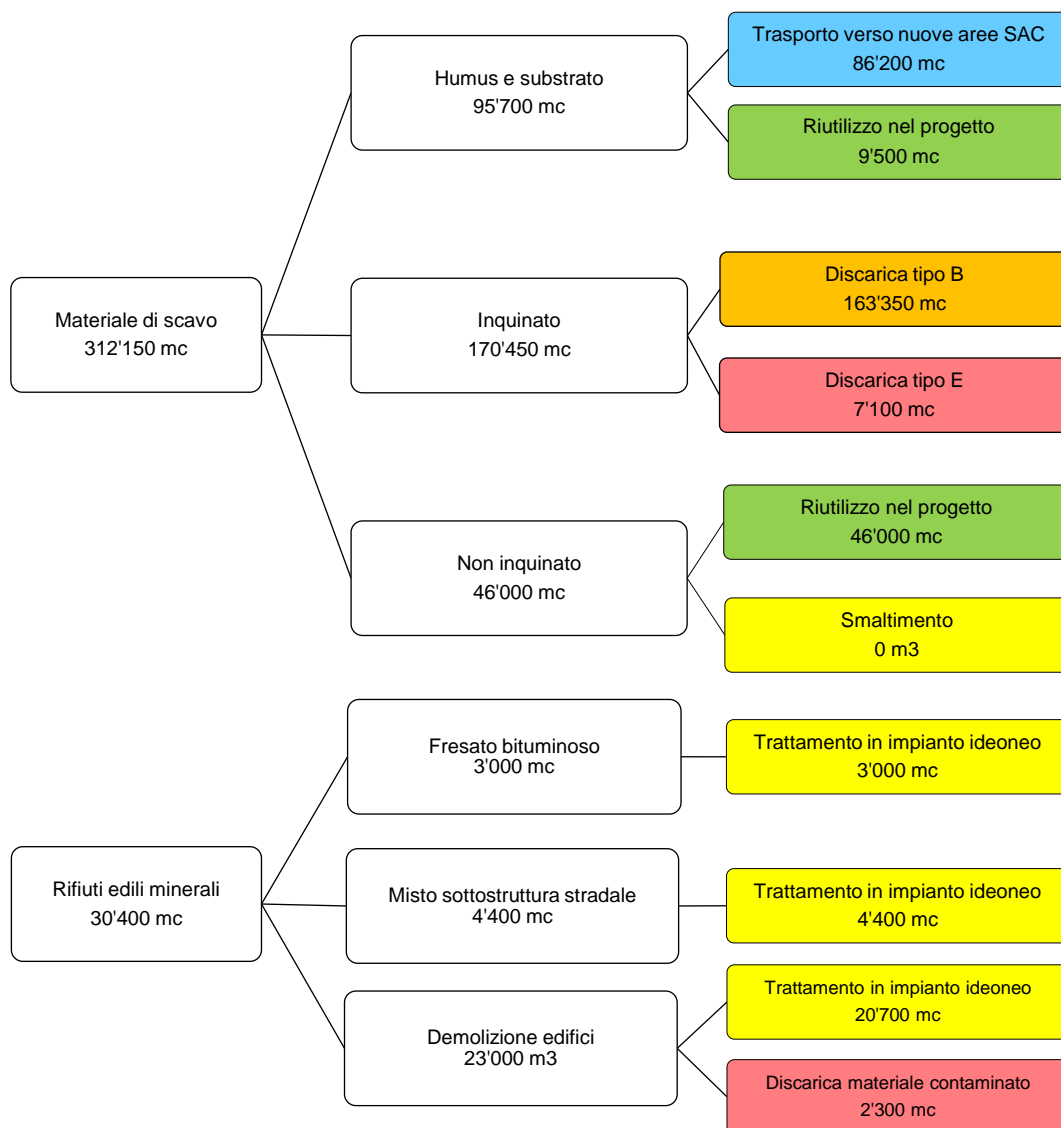 Trasporto verso nuove aree SAC
86'200 mc
Humus e substrato
95'700 mc
Riutilizzo nel progetto
9'500 mc
Discarica tipo B
163'350 mc
Materiale di scavo
312'150 mc
Inquinato
170'450 mc
Discarica tipo E
7'100 mc
Riutilizzo nel progetto
46'000 mc
Non inquinato
46'000 mc
Smaltimento
0 m3
Fresato bituminoso
3'000 mc
Trattamento in impianto ideoneo
3'000 mc
Rifiuti edili minerali
30'400 mc
Misto sottostruttura stradale
4'400 mc
Trattamento in impianto ideoneo
4'400 mc
Trattamento in impianto ideoneo
20'700 mc
Demolizione edifici
23'000 m3
Discarica materiale contaminato
2'300 mc